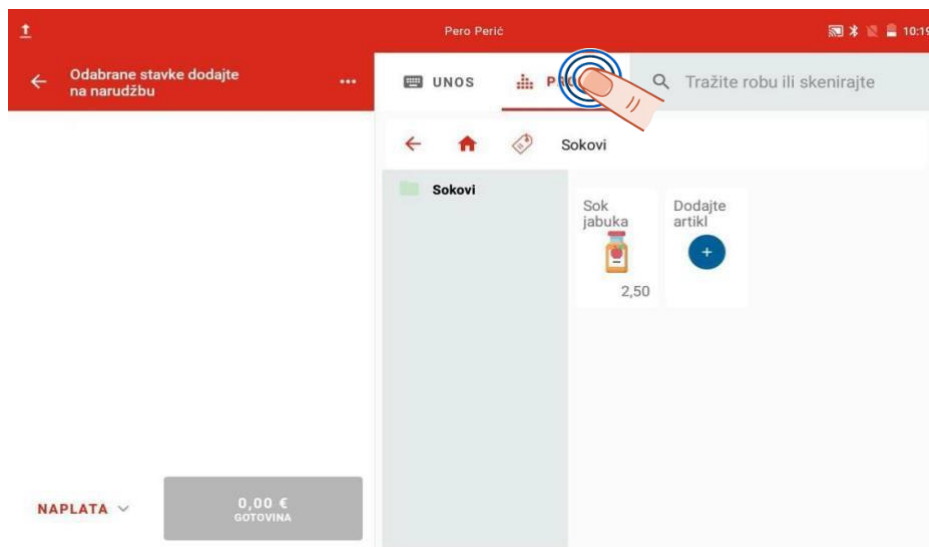 Pero Perić
10:19
Odabrane stavke dodajte
na narudžbu
UNOS
Tražite robu ili skenirajte
Sokovi
Sokovi
Sok
jabuka
2,50
Dodajte
artikl
NAPLATA
0,00 €
GOTOVINA